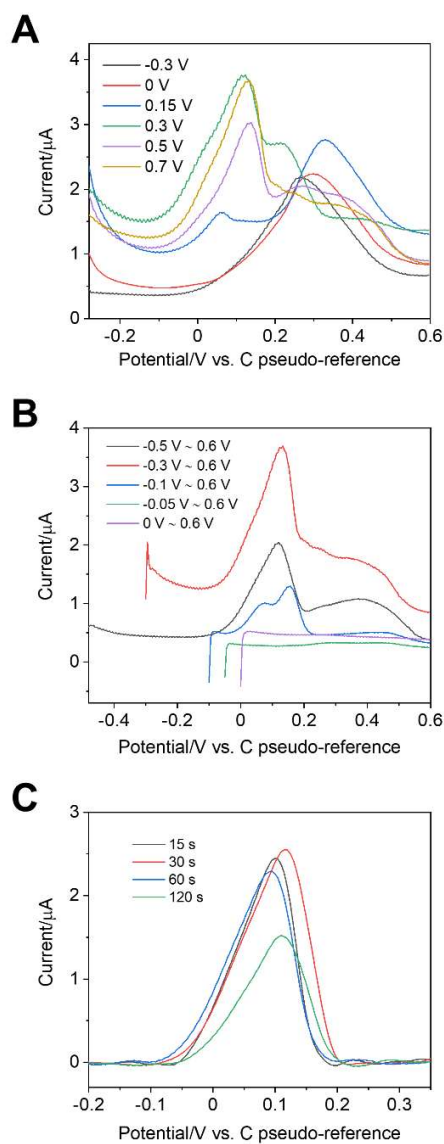 A
-0.3 V
0 V
0.15 V
0.3 V
0.5 V
0.7 V
4
3
2
1
0
Current/µA
-0.2 0 0.2 0.4 0.6
Potential/V vs. C pseudo-reference
B
-0.5 V ~ 0.6 V
-0.3 V ~ 0.6 V
-0.1 V ~ 0.6 V
-0.05 V ~ 0.6 V
0 V ~ 0.6 V
4
3
2
1
0
Current/µA
-0.4 -0.2 0 0.2 0.4 0.6
Potential/V vs. C pseudo-reference
C
15 s
30 s
60 s
120 s
3
2
1
0
Current/µA
-0.2 -0.1 0 0.1 0.2 0.3
Potential/V vs. C pseudo-reference